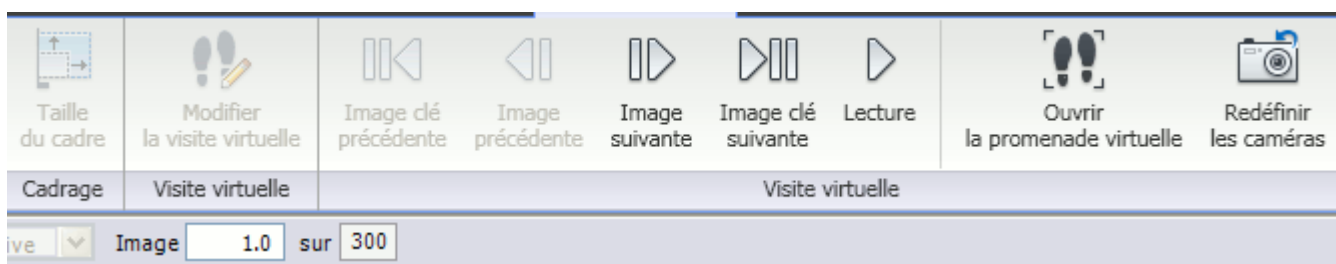 Taille
du cadre
Modifier
la visite virtuelle
Image clé
précédente
Image
précédente
Image
suivante
Image clé
suivante
Lecture
Ouvrir
la promenade virtuelle
Redéfinir
les caméras
Cadrage
Visite virtuelle
Visite virtuelle
ive Image 1.0 sur 300